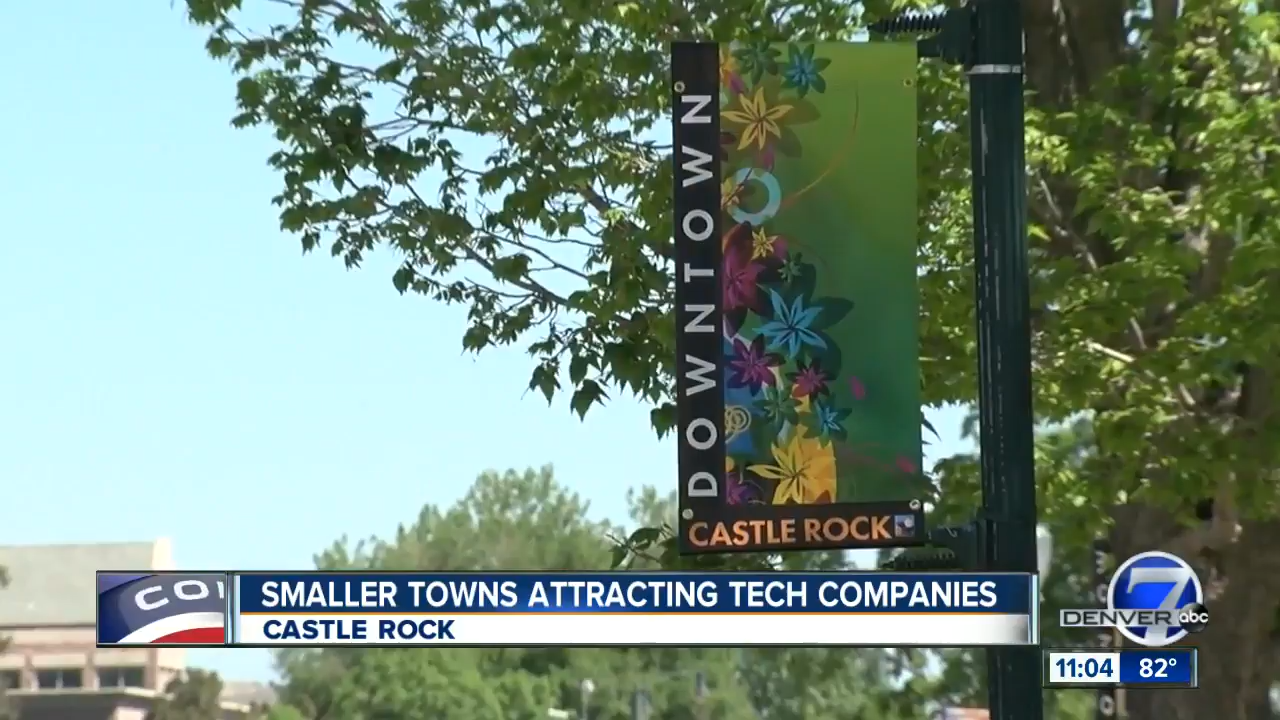 DOWNTOWN
CASTLE ROCK
SMALLER TOWNS ATTRACTING TECH COMPANIES
CASTLE ROCK
DENVER 7 abc
11:04 82°